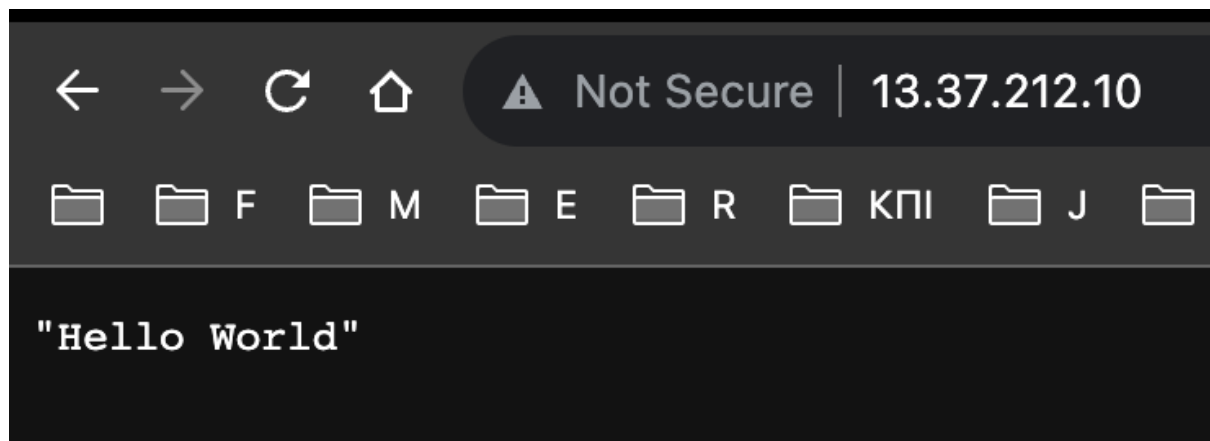 Not Secure 13.37.212.10
F M E R КПІ J
"Hello World"